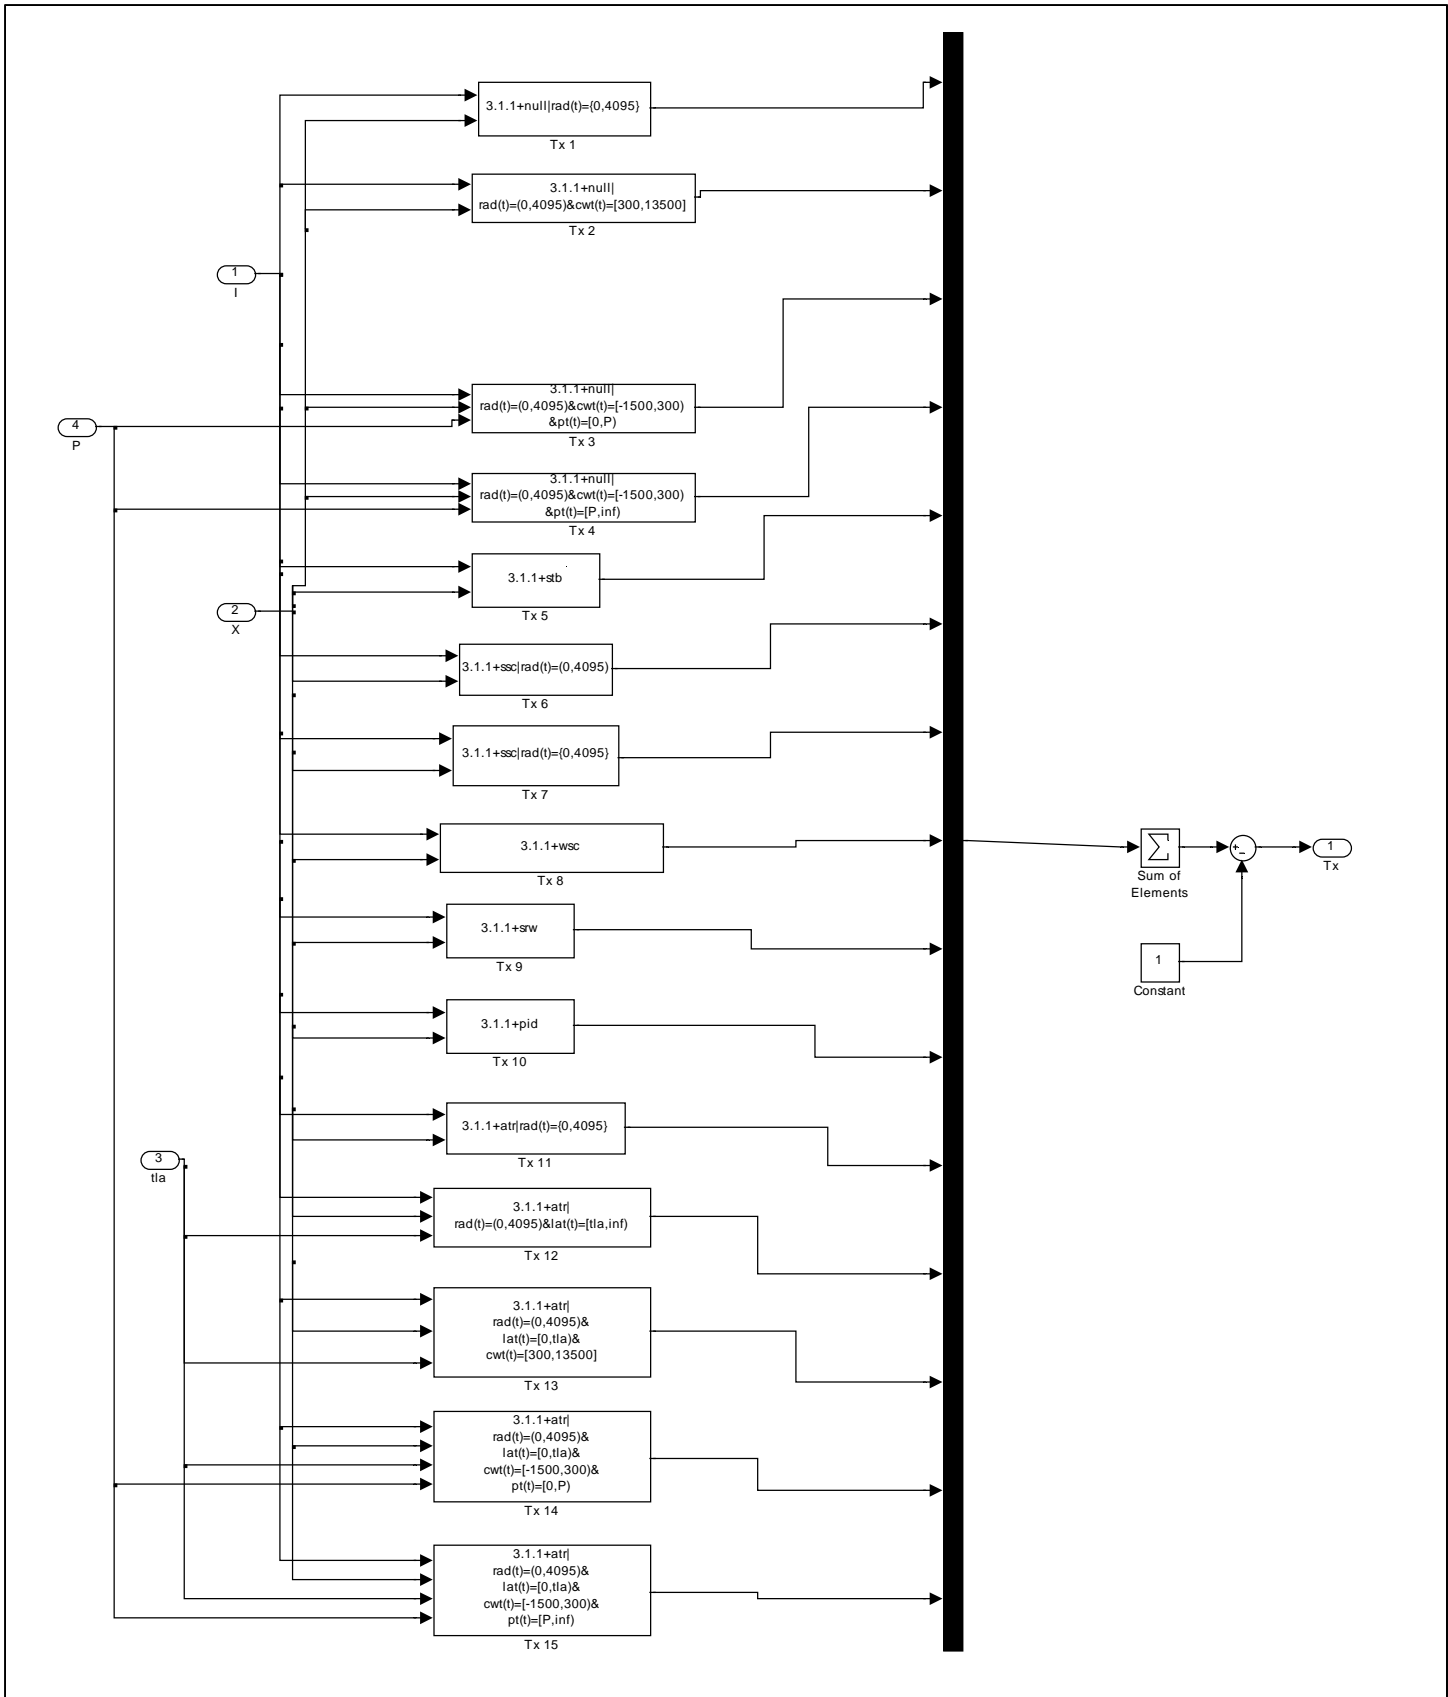 3.1.1+null|rad(t)={0,4095}
Tx 1
3.1.1+null|
rad(t)=(0,4095)&cwt(t)=[300,13500]
Tx 2
1
I
3.1.1+null|
rad(t)=(0,4095)&cwt(t)=[-1500,300)
&pt(t)=[0,P)
Tx 3
4
P
3.1.1+null|
rad(t)=(0,4095)&cwt(t)=[-1500,300)
&pt(t)=[P,inf)
Tx 4
3.1.1+stb
Tx 5
2
X
3.1.1+ssc|rad(t)=(0,4095)
Tx 6
3.1.1+ssc|rad(t)={0,4095}
Tx 7
3.1.1+wsc
Tx 8
Sum of
Elements
1
Tx
3.1.1+srw
Tx 9
1
Constant
3.1.1+pid
Tx 10
3.1.1+atr|rad(t)={0,4095}
Tx 11
3
tla
3.1.1+atr|
rad(t)=(0,4095)&lat(t)=[tla,inf)
Tx 12
3.1.1+atr|
rad(t)=(0,4095)&
lat(t)=[0,tla)&
cwt(t)=[300,13500]
Tx 13
3.1.1+atr|
rad(t)=(0,4095)&
lat(t)=[0,tla)&
cwt(t)=[-1500,300)&
pt(t)=[0,P)
Tx 14
3.1.1+atr|
rad(t)=(0,4095)&
lat(t)=[0,tla)&
cwt(t)=[-1500,300)&
pt(t)=[P,inf)
Tx 15